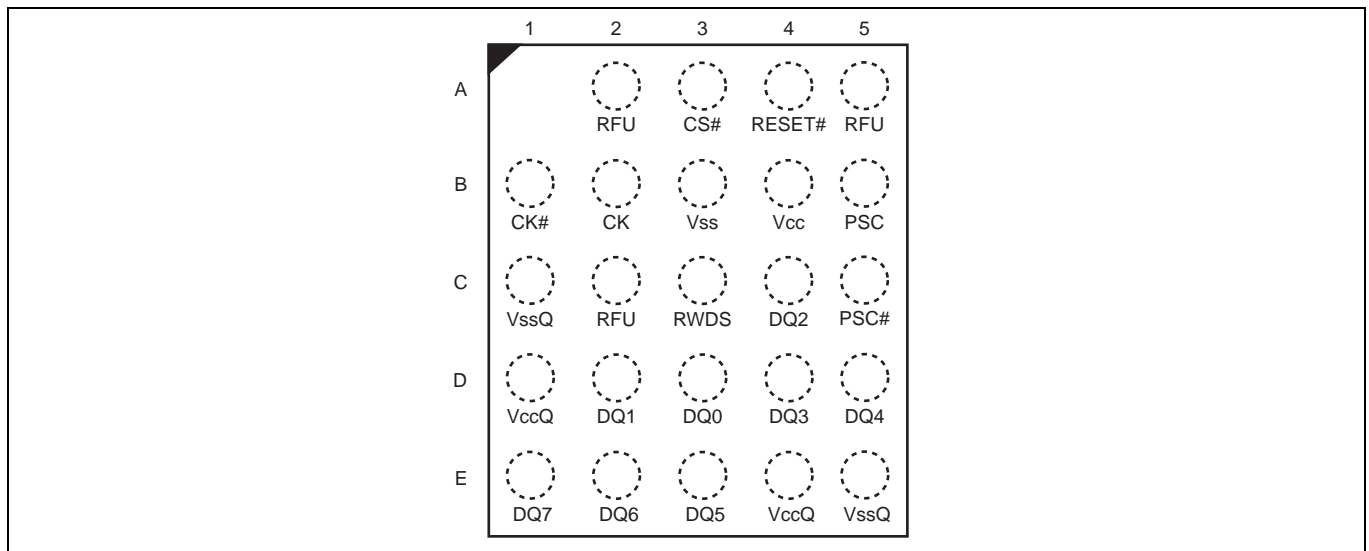 1 2 3 4 5
A
RFU CS# RESET# RFU
B
CK# CK Vss Vcc PSC
C
VssQ RFU RWDS DQ2 PSC#
D
VccQ DQ1 DQ0 DQ3 DQ4
E
DQ7 DQ6 DQ5 VccQ VssQ